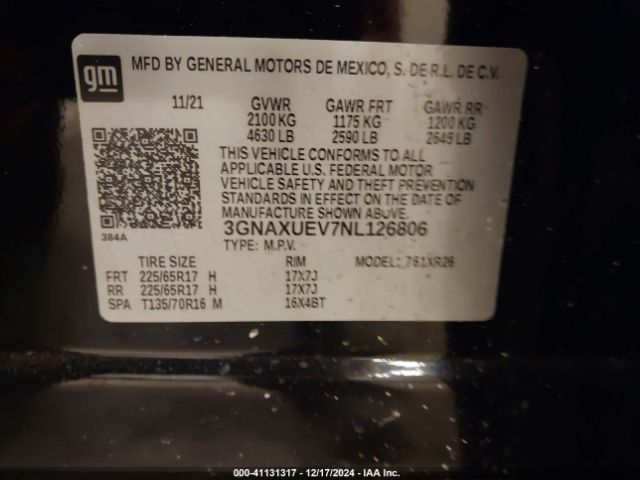 gm
MFD BY GENERAL MOTORS DE MEXICO, S. DE R.L. DE C.V.
11/21 GVWR GAWR FRT GAWR RR
2100 KG 1175 KG 1200 KG
4630 LB 2590 LB 2645 LB
THIS VEHICLE CONFORMS TO ALL
APPLICABLE U.S. FEDERAL MOTOR
VEHICLE SAFETY AND THEFT PREVENTION
STANDARDS IN EFFECT ON THE DATE OF
MANUFACTURE SHOWN ABOVE.
384A
3GNAXUEV7NL126806
TYPE: M.P.V.
TIRE SIZE RIM MODEL: 761XR26
FRT 225/65R17 H 17X7J
RR 225/65R17 H 17X7J
SPA T135/70R16 M 16X4BT
000-41131317 - 12/17/2024 - IAA Inc.